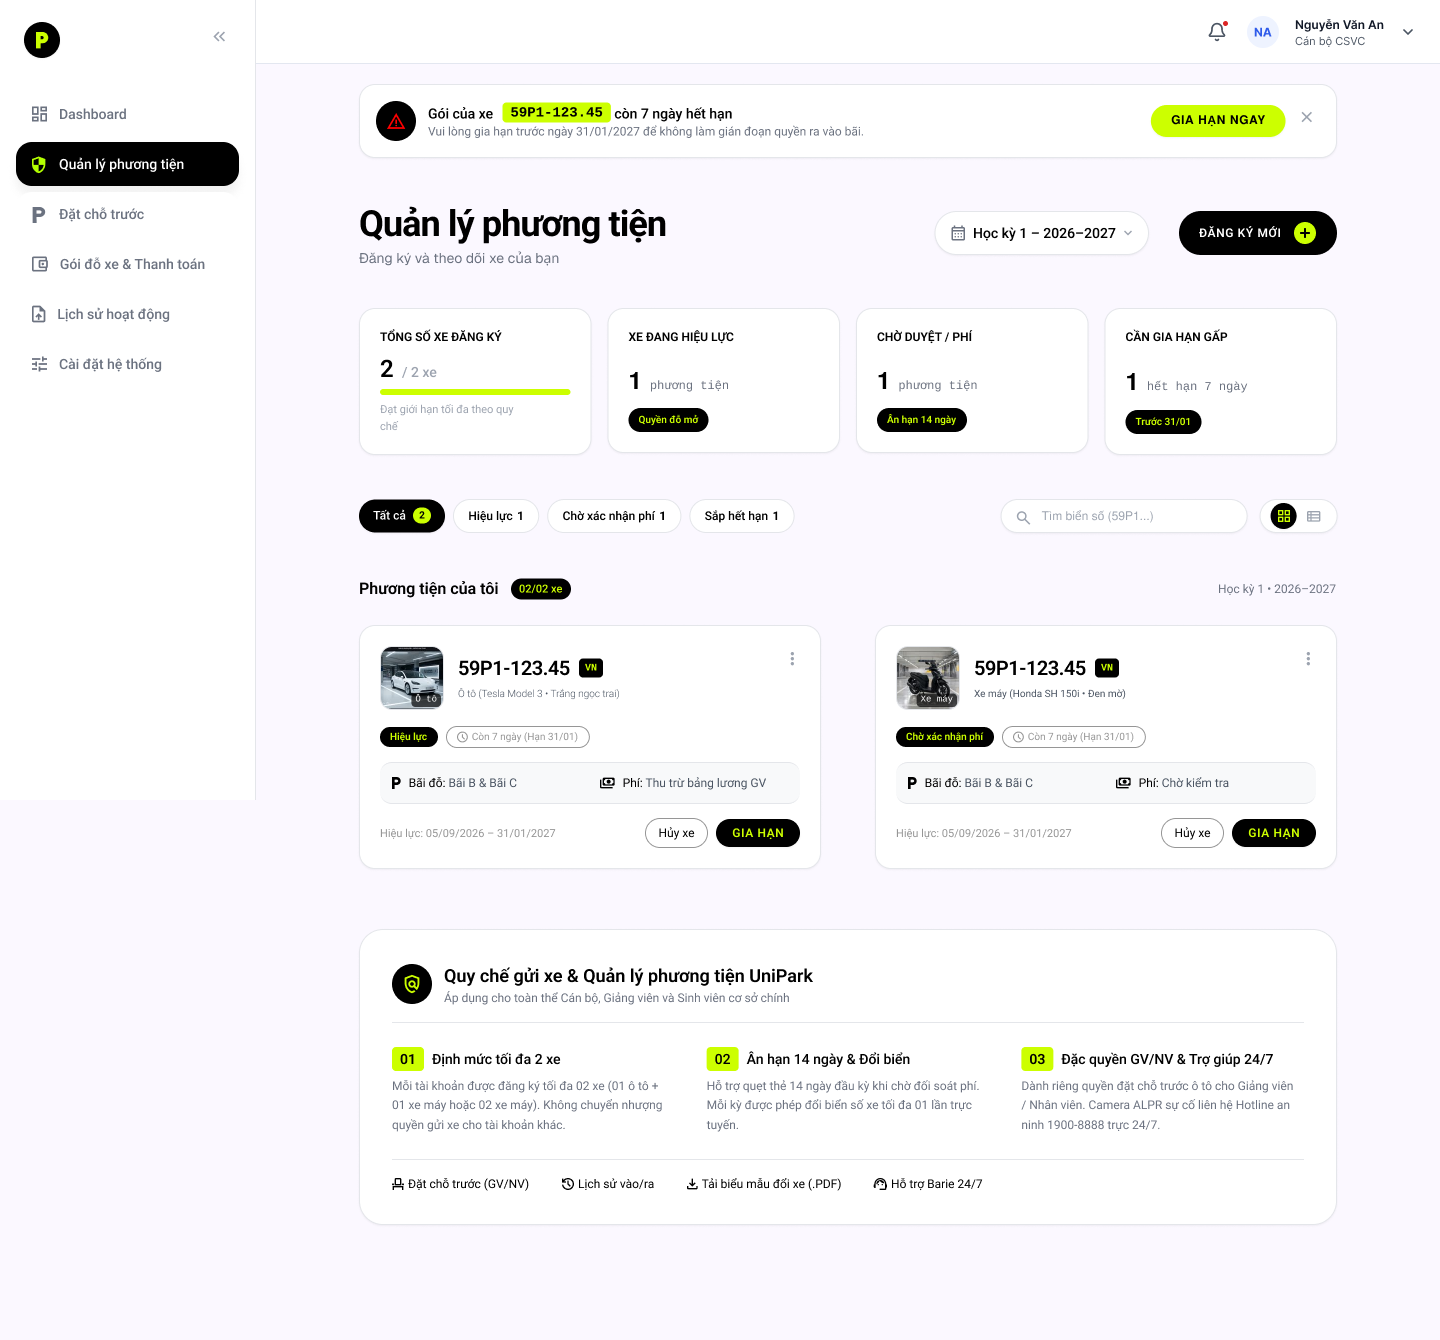 P
Nguyễn Văn An
NA
Cán bộ CSVC
Dashboard
Quản lý phương tiện
Đặt chỗ trước
Gói đỗ xe & Thanh toán
Lịch sử hoạt động
Cài đặt hệ thống
Gói của xe 59P1-123.45 còn 7 ngày hết hạn
Vui lòng gia hạn trước ngày 31/01/2027 để không làm gián đoạn quyền ra vào bãi.
GIA HẠN NGAY
Quản lý phương tiện
Đăng ký và theo dõi xe của bạn
Học kỳ 1 – 2026–2027
ĐĂNG KÝ MỚI
TỔNG SỐ XE ĐĂNG KÝ
2 / 2 xe
Đạt giới hạn tối đa theo quy
chế
XE ĐANG HIỆU LỰC
1 phương tiện
Quyền đỗ mở
CHỜ DUYỆT / PHÍ
1 phương tiện
Ân hạn 14 ngày
CẦN GIA HẠN GẤP
1 hết hạn 7 ngày
Trước 31/01
Tất cả 2
Hiệu lực 1
Chờ xác nhận phí 1
Sắp hết hạn 1
Tìm biển số (59P1...)
Phương tiện của tôi 02/02 xe
Học kỳ 1 • 2026–2027
59P1-123.45 VN
Ô tô (Tesla Model 3 • Trắng ngọc trai)
Ô tô
Hiệu lực
Còn 7 ngày (Hạn 31/01)
P Bãi đỗ: Bãi B & Bãi C
Phí: Thu trừ bảng lương GV
Hiệu lực: 05/09/2026 – 31/01/2027
Hủy xe
GIA HẠN
59P1-123.45 VN
Xe máy (Honda SH 150i • Đen mờ)
Xe máy
Chờ xác nhận phí
Còn 7 ngày (Hạn 31/01)
P Bãi đỗ: Bãi B & Bãi C
Phí: Chờ kiểm tra
Hiệu lực: 05/09/2026 – 31/01/2027
Hủy xe
GIA HẠN
Quy chế gửi xe & Quản lý phương tiện UniPark
Áp dụng cho toàn thể Cán bộ, Giảng viên và Sinh viên cơ sở chính
01 Định mức tối đa 2 xe
Mỗi tài khoản được đăng ký tối đa 02 xe (01 ô tô +
01 xe máy hoặc 02 xe máy). Không chuyển nhượng
quyền gửi xe cho tài khoản khác.
02 Ân hạn 14 ngày & Đổi biển
Hỗ trợ quẹt thẻ 14 ngày đầu kỳ khi chờ đối soát phí.
Mỗi kỳ được phép đổi biển số xe tối đa 01 lần trực
tuyến.
03 Đặc quyền GV/NV & Trợ giúp 24/7
Dành riêng quyền đặt chỗ trước ô tô cho Giảng viên
/ Nhân viên. Camera ALPR sự cố liên hệ Hotline an
ninh 1900-8888 trực 24/7.
Đặt chỗ trước (GV/NV)
Lịch sử vào/ra
Tải biểu mẫu đổi xe (.PDF)
Hỗ trợ Barie 24/7